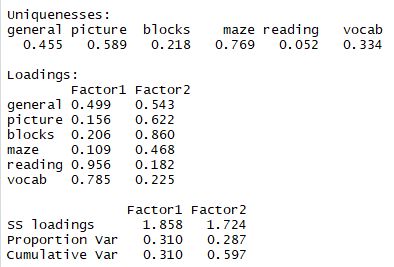 Uniquenesses:
general picture blocks maze reading vocab
0.455 0.589 0.218 0.769 0.052 0.334
Loadings:
Factor1 Factor2
general 0.499 0.543
picture 0.156 0.622
blocks 0.206 0.860
maze 0.109 0.468
reading 0.956 0.182
vocab 0.785 0.225
Factor1 Factor2
SS loadings 1.858 1.724
Proportion Var 0.310 0.287
Cumulative Var 0.310 0.597